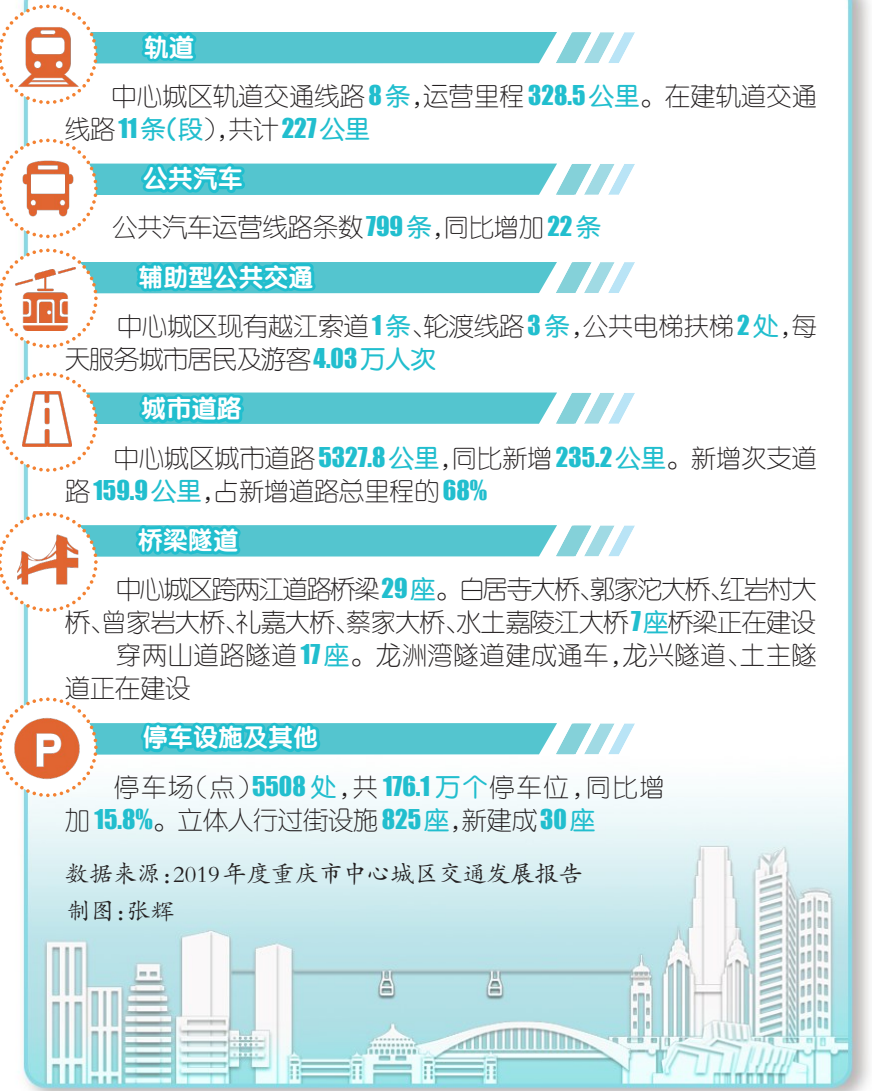 轨道
中心城区轨道交通线路8条,运营里程328.5公里。在建轨道交通
线路11条(段),共计227公里
公共汽车
公共汽车运营线路条数799条,同比增加22条
辅助型公共交通
中心城区现有越江索道1条、轮渡线路3条,公共电梯扶梯2处,每
天服务城市居民及游客4.03万人次
城市道路
中心城区城市道路5327.8公里,同比新增235.2公里。新增次支道
路159.9公里,占新增道路总里程的68%
桥梁隧道
中心城区跨两江道路桥梁29座。白居寺大桥、郭家沱大桥、红岩村大
桥、曾家岩大桥、礼嘉大桥、蔡家大桥、水土嘉陵江大桥7座桥梁正在建设
穿两山道路隧道17座。龙洲湾隧道建成通车,龙兴隧道、土主隧
道正在建设
P
停车设施及其他
停车场(点)5508处,共176.1万个停车位,同比增
加15.8%。立体人行过街设施825座,新建成30座
数据来源:2019年度重庆市中心城区交通发展报告
制图:张辉